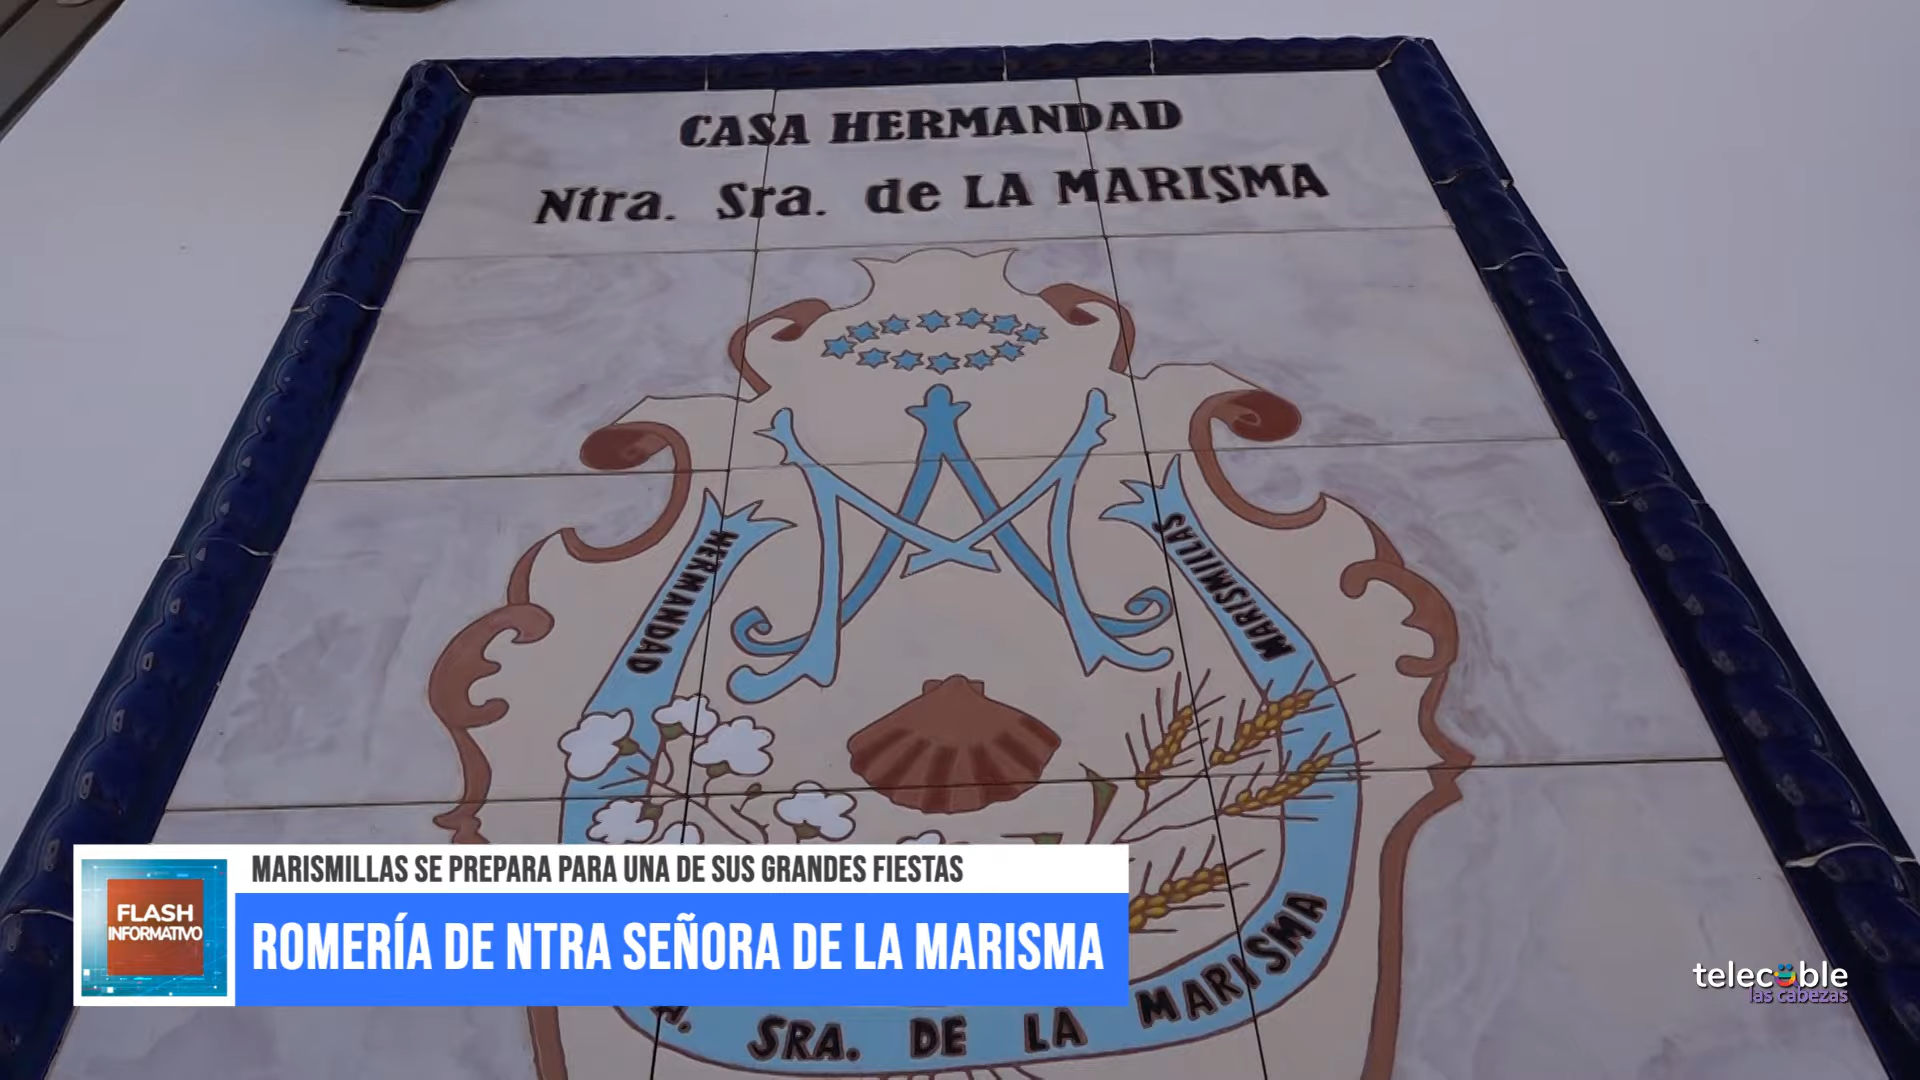 CASA HERMANDAD
Ntra. Sra. de LA MARISMA
HERMANDAD
MARISMILLAS
SRA. DE LA MARISMA
MARISMILLAS SE PREPARA PARA UNA DE SUS GRANDES FIESTAS
FLASH
INFORMATIVO
ROMERÍA DE NTRA SEÑORA DE LA MARISMA
telecable
las cabezas